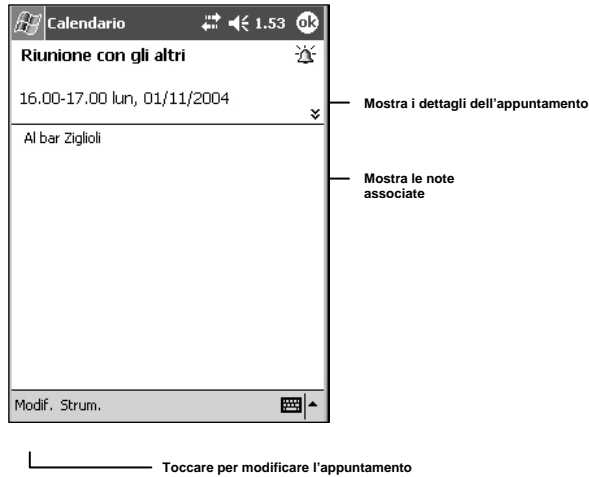 Calendario 1.53 ok
Riunione con gli altri
16.00-17.00 lun, 01/11/2004
Mostra i dettagli dell'appuntamento
Al bar Ziglioli
Mostra le note
associate
Modif. Strum.
Toccare per modificare l'appuntamento